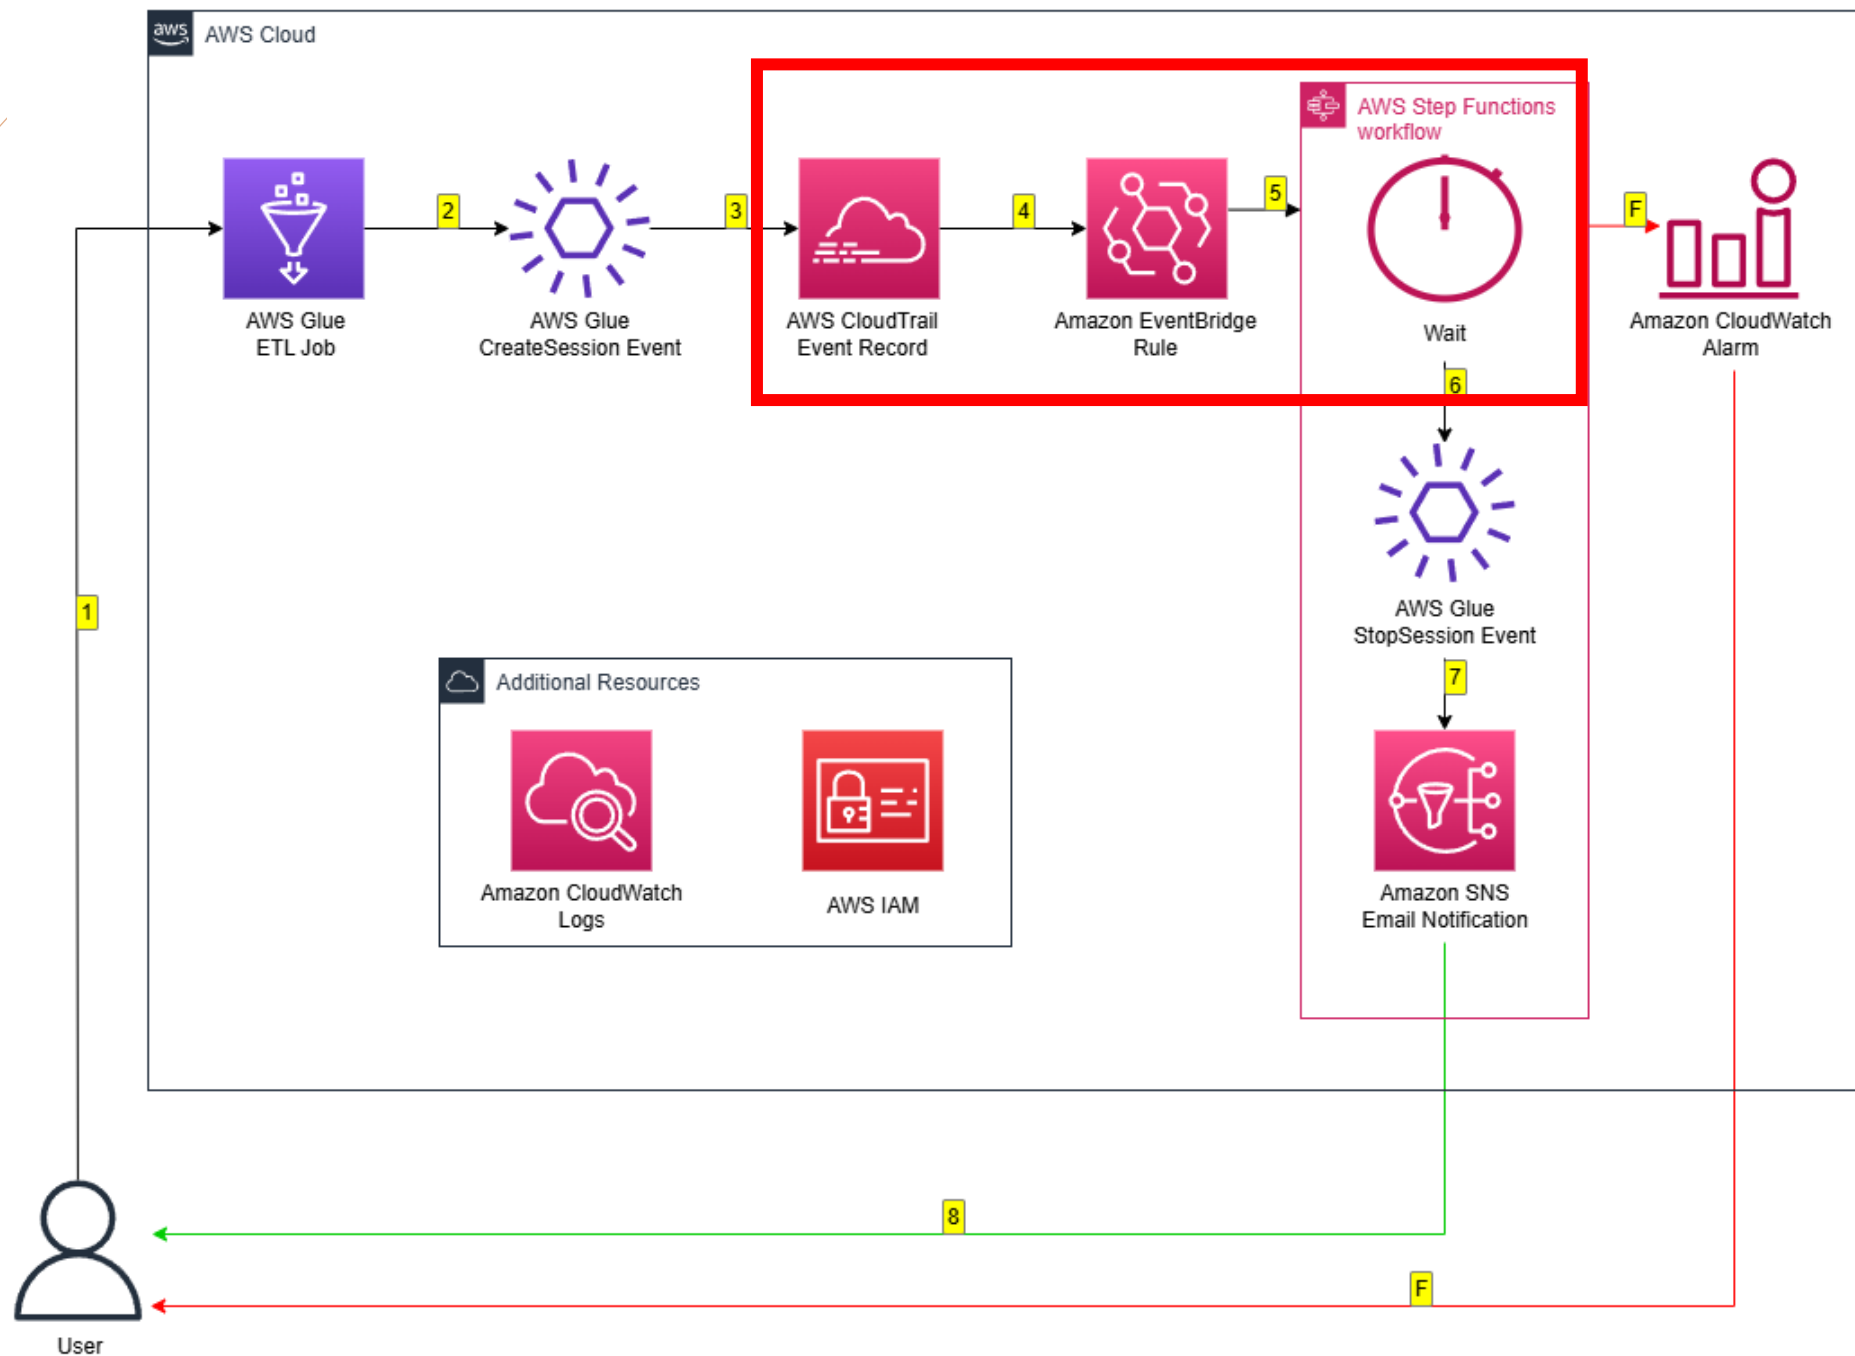 aws
AWS Cloud
AWS Step Functions
workflow
2
3
4
5
F
AWS Glue
ETL Job
AWS Glue
CreateSession Event
AWS CloudTrail
Event Record
Amazon EventBridge
Rule
Wait
Amazon CloudWatch
Alarm
6
AWS Glue
StopSession Event
1
7
Additional Resources
Amazon CloudWatch
Logs
AWS IAM
Amazon SNS
Email Notification
8
F
User